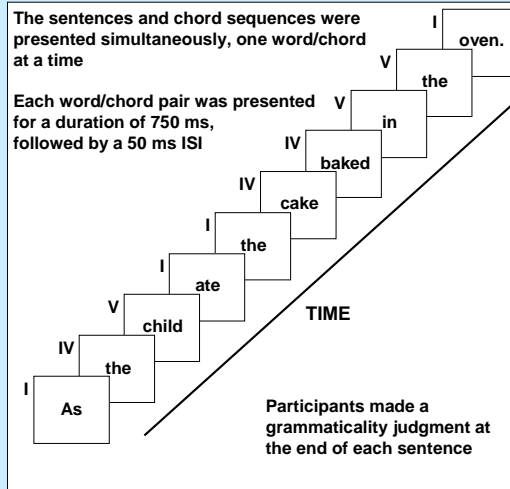 The sentences and chord sequences were
presented simultaneously, one word/chord
at a time
Each word/chord pair was presented
for a duration of 750 ms,
followed by a 50 ms ISI
I
oven.
V
the
V
in
IV
baked
IV
cake
I
the
I
ate
V
child
IV
the
I
As
TIME
Participants made a
grammaticality judgment at
the end of each sentence